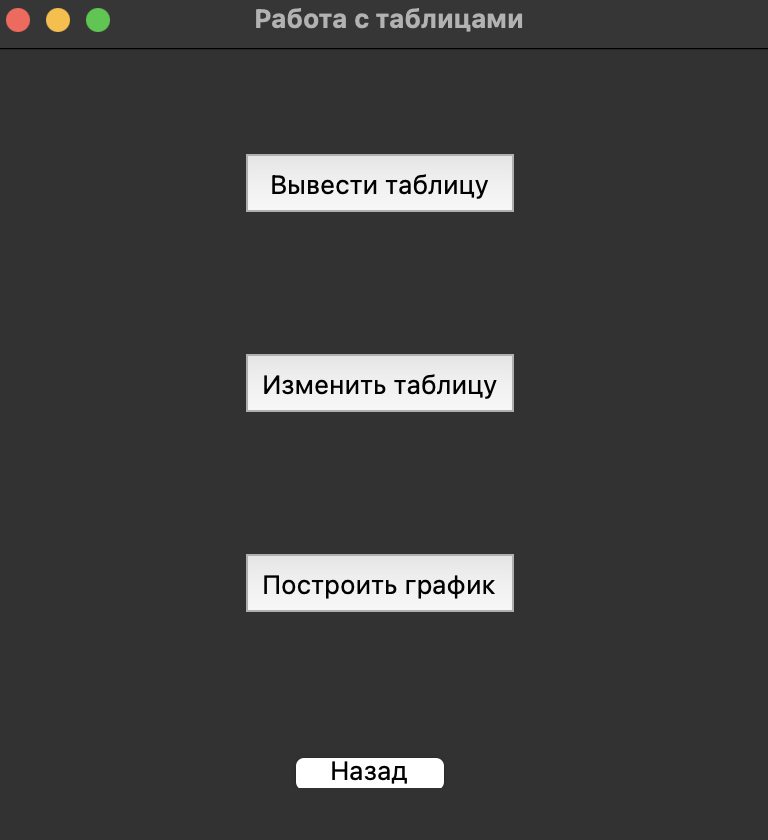 Работа с таблицами
Вывести таблицу
Изменить таблицу
Построить график
Назад